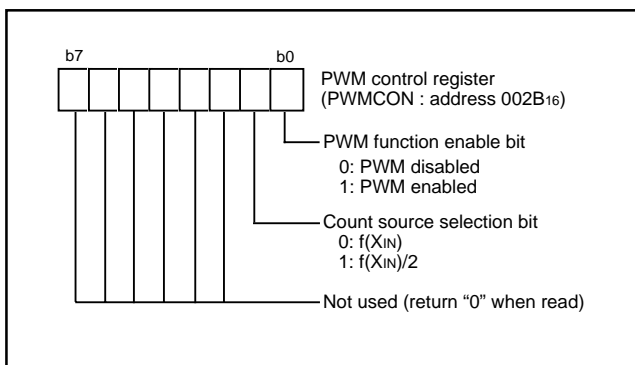 b7 b0
PWM control register
(PWMCON : address 002B16)
PWM function enable bit
0: PWM disabled
1: PWM enabled
Count source selection bit
0: f(XIN)
1: f(XIN)/2
Not used (return “0” when read)